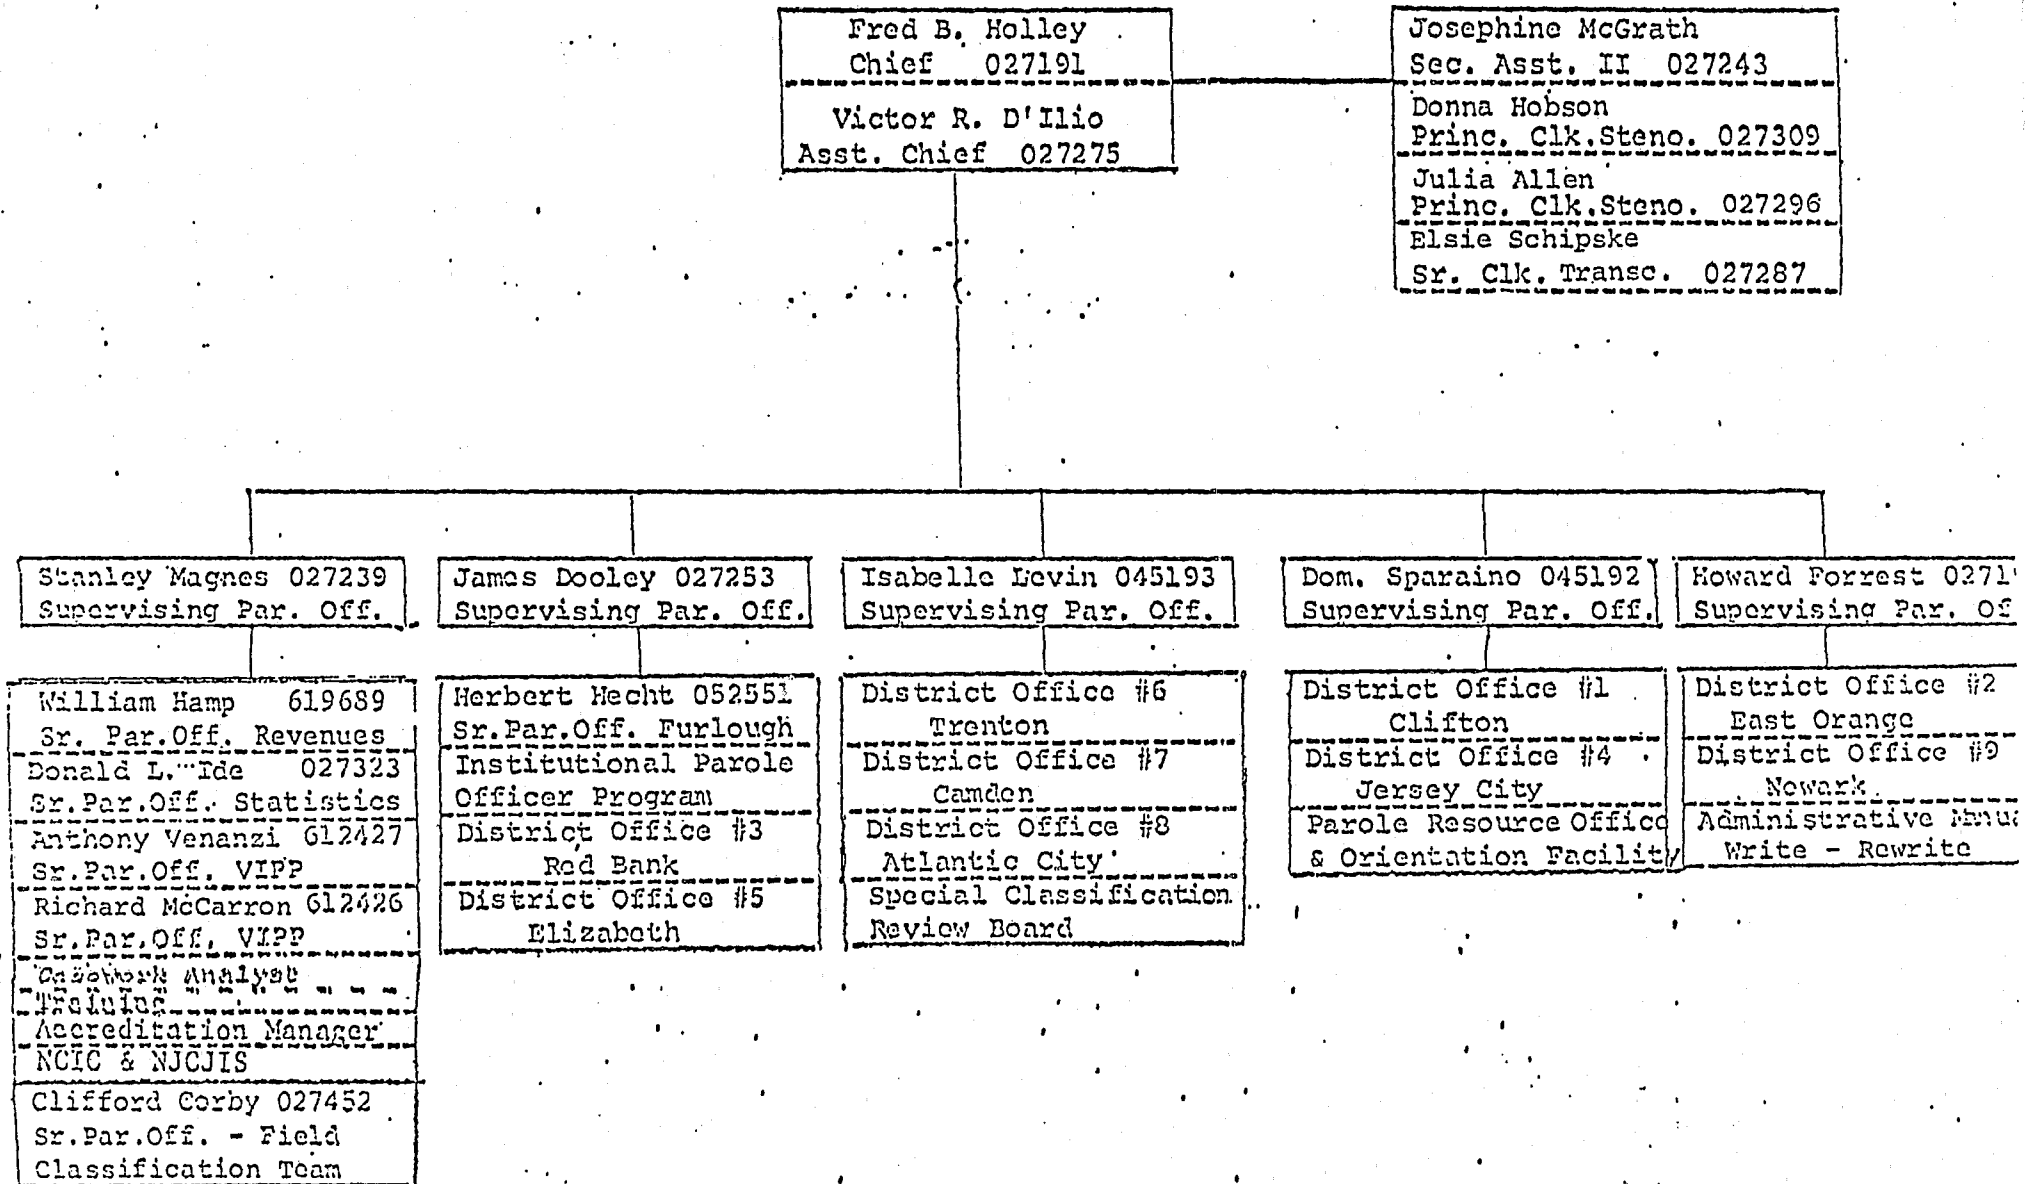 Fred B. Holley
Chief 027191
Victor R. D'Ilio
Asst. Chief 027275
Josephine McGrath
Sec. Asst. II 027243
Donna Hobson
Princ. Clk.Steno. 027309
Julia Allen
Princ. Clk.Steno. 027296
Elsie Schipske
Sr. Clk. Transc. 027287
Stanley Magnes 027239
Supervising Par. Off.
James Dooley 027253
Supervising Par. Off.
Isabelle Levin 045193
Supervising Par. Off.
Dom. Sparaino 045192
Supervising Par. Off.
Howard Forrest 0271
Supervising Par. Of
William Hamp 619689
Sr. Par.Off. Revenues
Donald L. Ide 027323
Sr.Par.Off. Statistics
Anthony Venanzi 612427
Sr.Par.Off. VIPP
Richard McCarron 612426
Sr.Par.Off. VIPP
Casework Analyst
Training
Accreditation Manager
NCIC & NJCJIS
Clifford Corby 027452
Sr.Par.Off. - Field
Classification Team
Herbert Hecht 052551
Sr.Par.Off. Furlough
Institutional Parole
Officer Program
District Office #3
Red Bank
District Office #5
Elizabeth
District Office #6
Trenton
District Office #7
Camden
District Office #8
Atlantic City
Special Classification
Review Board
District Office #1
Clifton
District Office #4
Jersey City
Parole Resource Office
& Orientation Facility
District Office #2
East Orange
District Office #9
Newark
Administrative
Write - Rewrite